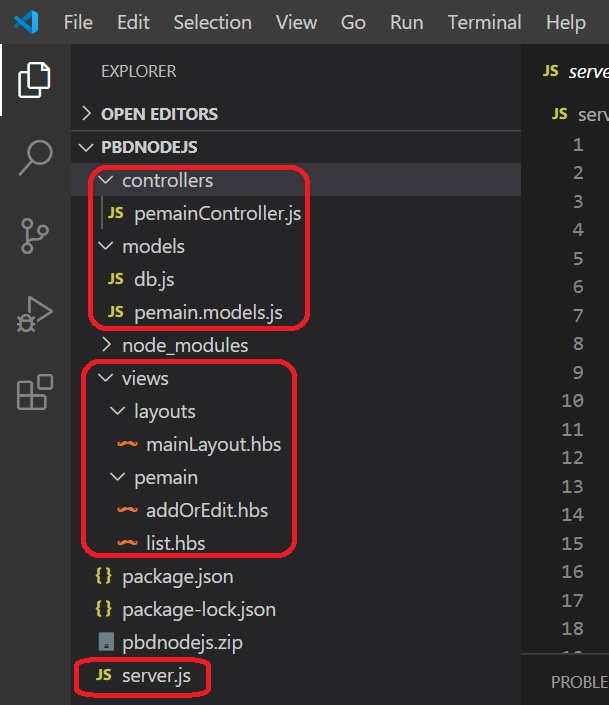 File Edit Selection View Go Run Terminal Help
EXPLORER
JS serve
OPEN EDITORS
JS serv
PBDNODEJS
controllers
JS pemainController.js
models
JS db.js
JS pemain.models.js
node_modules
views
layouts
mainLayout.hbs
pemain
addOrEdit.hbs
list.hbs
{} package.json
{} package-lock.json
pbdnodejs.zip
JS server.js
1
2
3
4
5
6
7
8
9
10
11
12
13
14
15
16
17
18
PROBLE